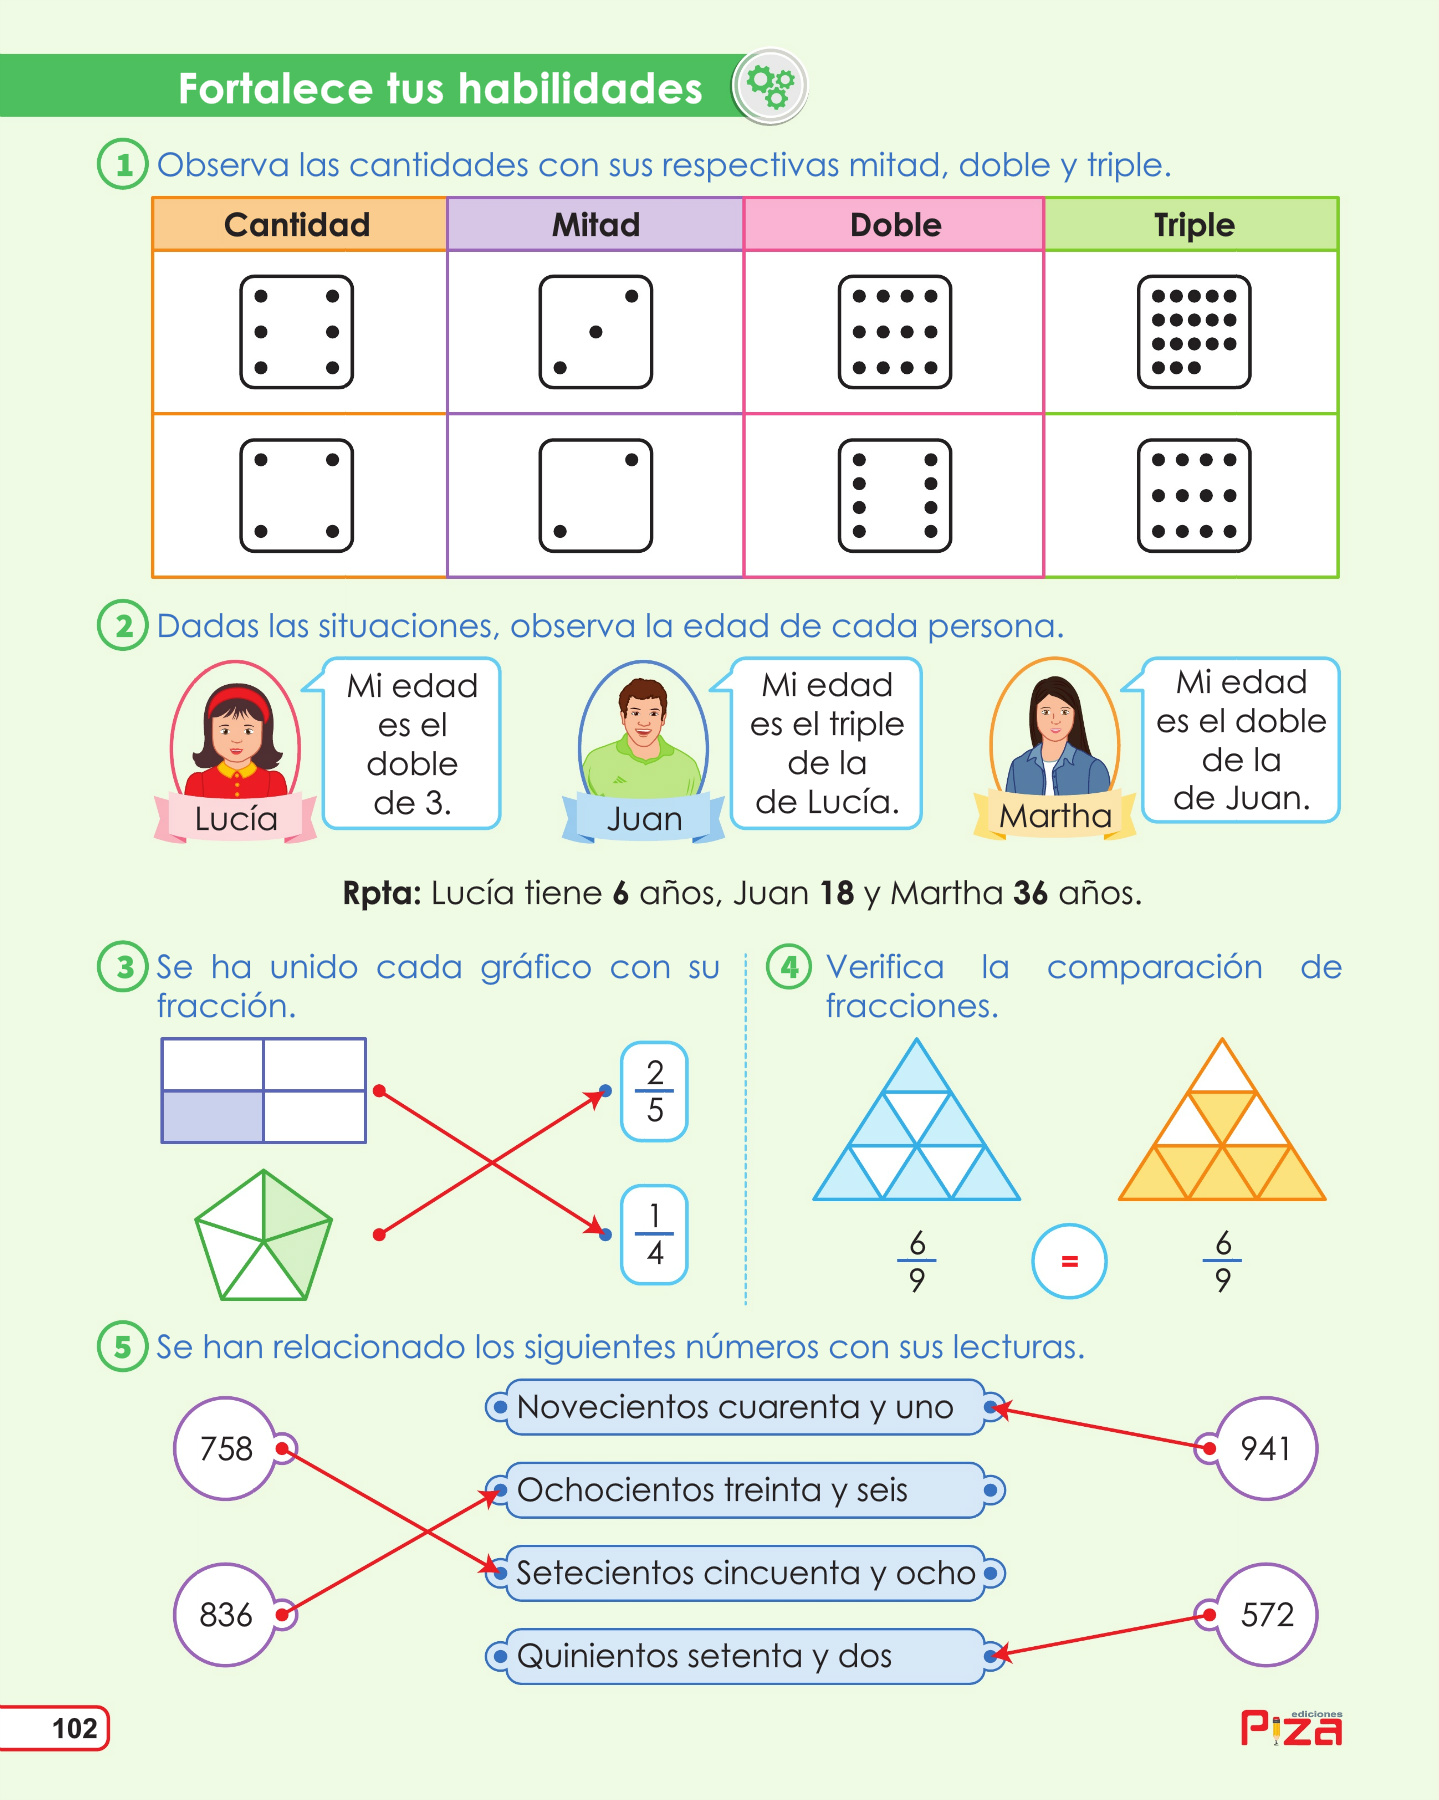 Fortalece tus habilidades
1 Observa las cantidades con sus respectivas mitad, doble y triple.
Cantidad Mitad Doble Triple
2 Dadas las situaciones, observa la edad de cada persona.
Mi edad
es el
doble
de 3.
Lucía
Mi edad
es el triple
de la
de Lucía.
Juan
Mi edad
es el doble
de la
de Juan.
Martha
Rpta: Lucía tiene 6 años, Juan 18 y Martha 36 años.
3 Se ha unido cada gráfico con su
fracción.
2
5
1
4
4 Verifica la comparación de
fracciones.
6
9
=
6
9
5 Se han relacionado los siguientes números con sus lecturas.
758
836
Novecientos cuarenta y uno
Ochocientos treinta y seis
Setecientos cincuenta y ocho
Quinientos setenta y dos
941
572
102
ediciones
Piza